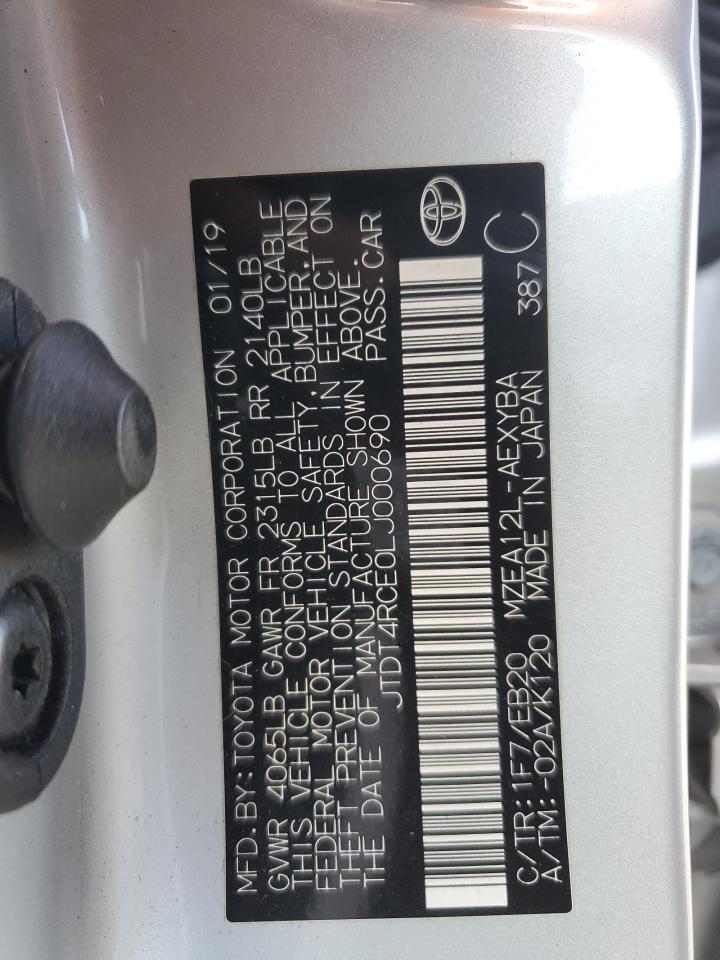 MFD.BY:TOYOTA MOTOR CORPORATION 01/19
GVWR 4065LB GAWR FR 2315LB RR 2140LB
THIS VEHICLE CONFORMS TO ALL APPLICABLE
FEDERAL MOTOR VEHICLE SAFETY, BUMPER, AND
THEFT PREVENTION STANDARDS IN EFFECT ON
THE DATE OF MANUFACTURE SHOWN ABOVE.
JTDT4RCE0LJ000690 PASS.CAR
C/TR:1F7/EB20 MZEA12L-AEXYBA 387 C
A/TM:-02A/K120 MADE IN JAPAN